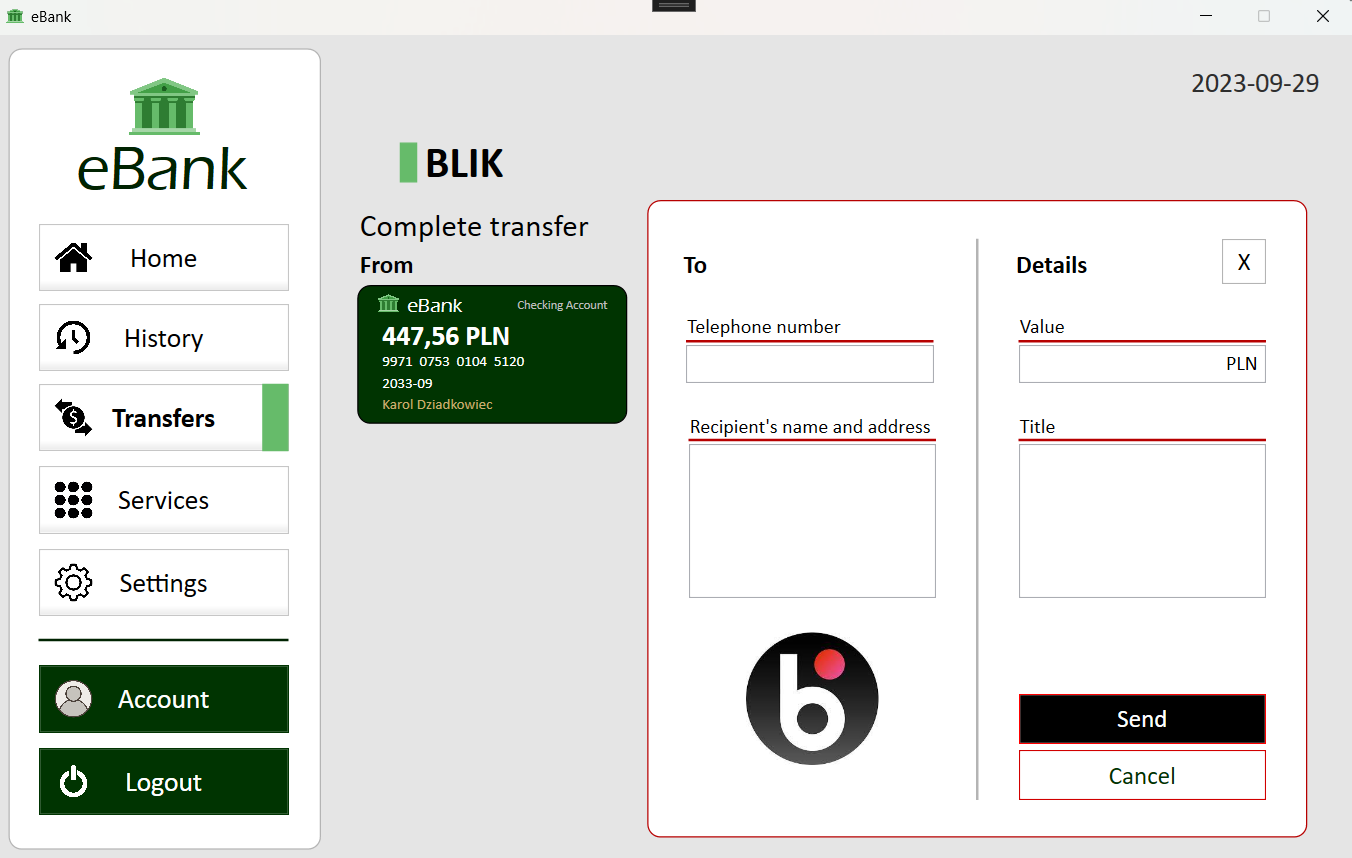 eBank
2023-09-29
eBank
Home
History
Transfers
Services
Settings
Account
Logout
BLIK
Complete transfer
From
eBank Checking Account
447,56 PLN
9971 0753 0104 5120
2033-09
Karol Dziadkowiec
To
Telephone number
Recipient's name and address
b
Details
X
Value
PLN
Title
Send
Cancel